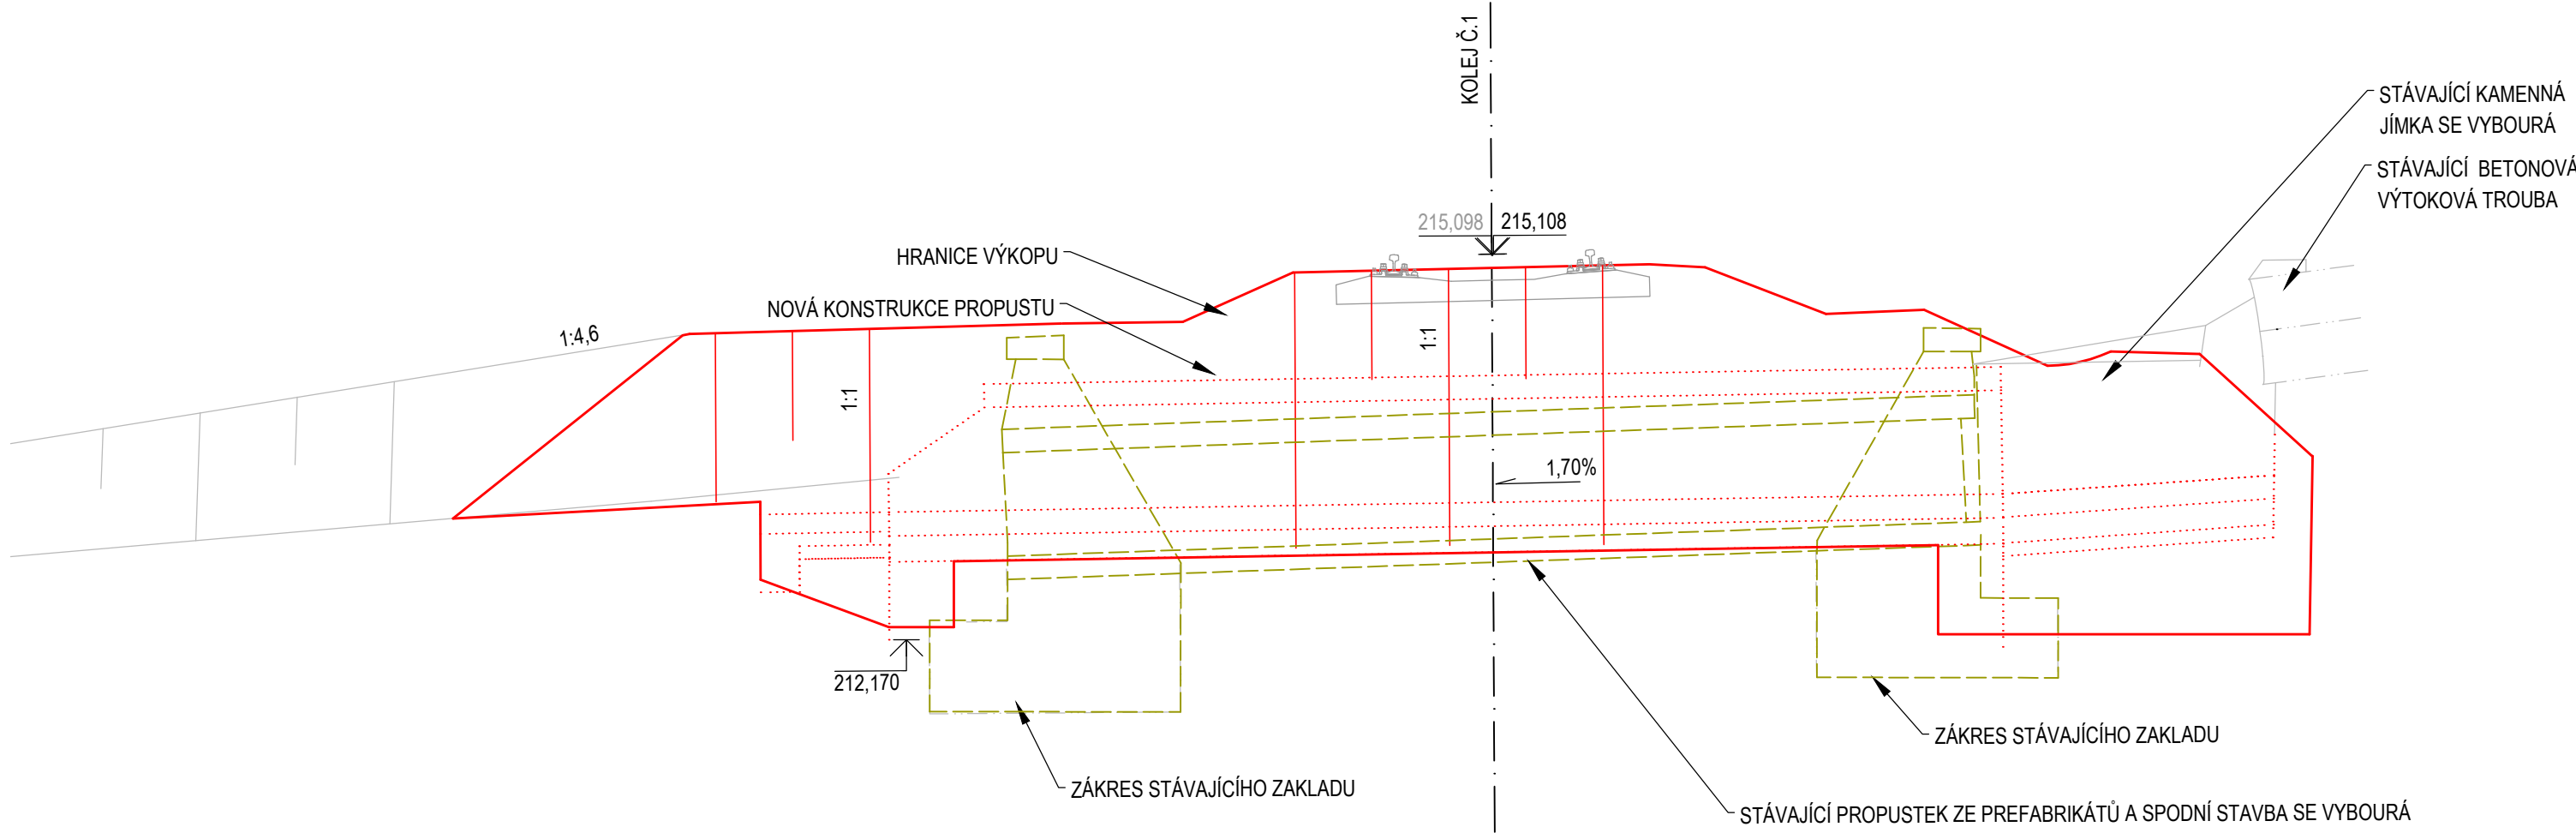 KOLEJ Č.1
STÁVAJÍCÍ KAMENNÁ
JÍMKA SE VYBOURÁ
STÁVAJÍCÍ BETONOVÁ
VÝTOKOVÁ TROUBA
215,098 215,108
HRANICE VÝKOPU
NOVÁ KONSTRUKCE PROPUSTU
1:4,6
1:1
1:1
1,70%
212,170
ZÁKRES STÁVAJÍCÍHO ZAKLADU
ZÁKRES STÁVAJÍCÍHO ZAKLADU
STÁVAJÍCÍ PROPUSTEK ZE PREFABRIKÁTŮ A SPODNÍ STAVBA SE VYBOURÁ